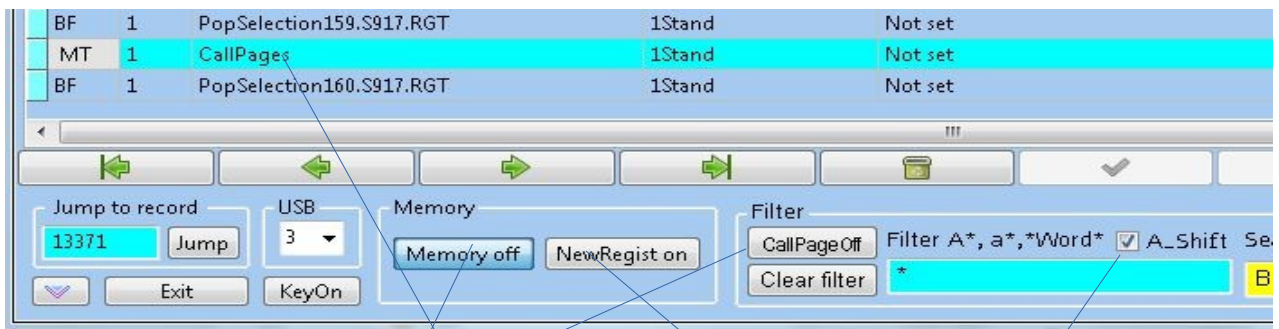 BF 1 PopSelection159.S917.RGT 1Stand Not set
MT 1 CallPages 1Stand Not set
BF 1 PopSelection160.S917.RGT 1Stand Not set
Jump to record USB Memory Filter
13371 Jump 3 Memory off NewRegist on CallPageOff Filter A*, a*,*Word* A_Shift Sea
Exit KeyOn Clear filter * B